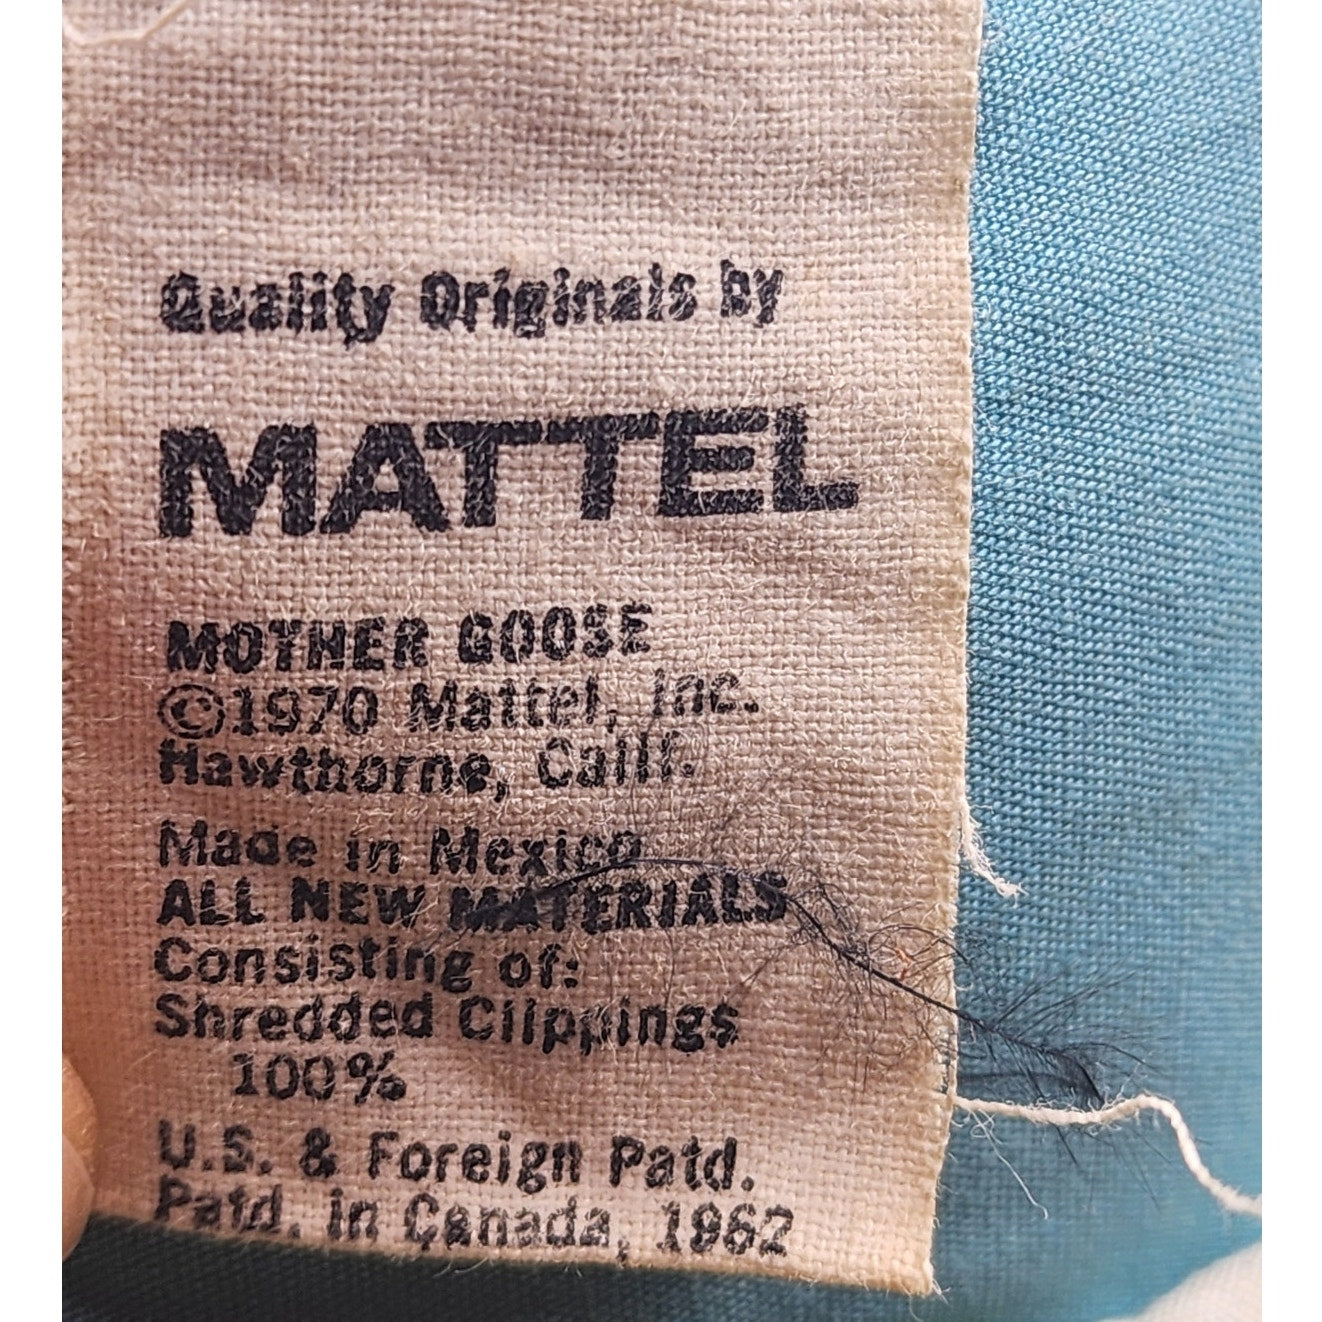 Quality Originals by
MATTEL
MOTHER GOOSE
©1970 Mattel, Inc.
Hawthorne, Calif.
Made in Mexico
ALL NEW MATERIALS
Consisting of:
Shredded Clippings
100%
U.S. & Foreign Patd.
Patd. in Canada, 1962